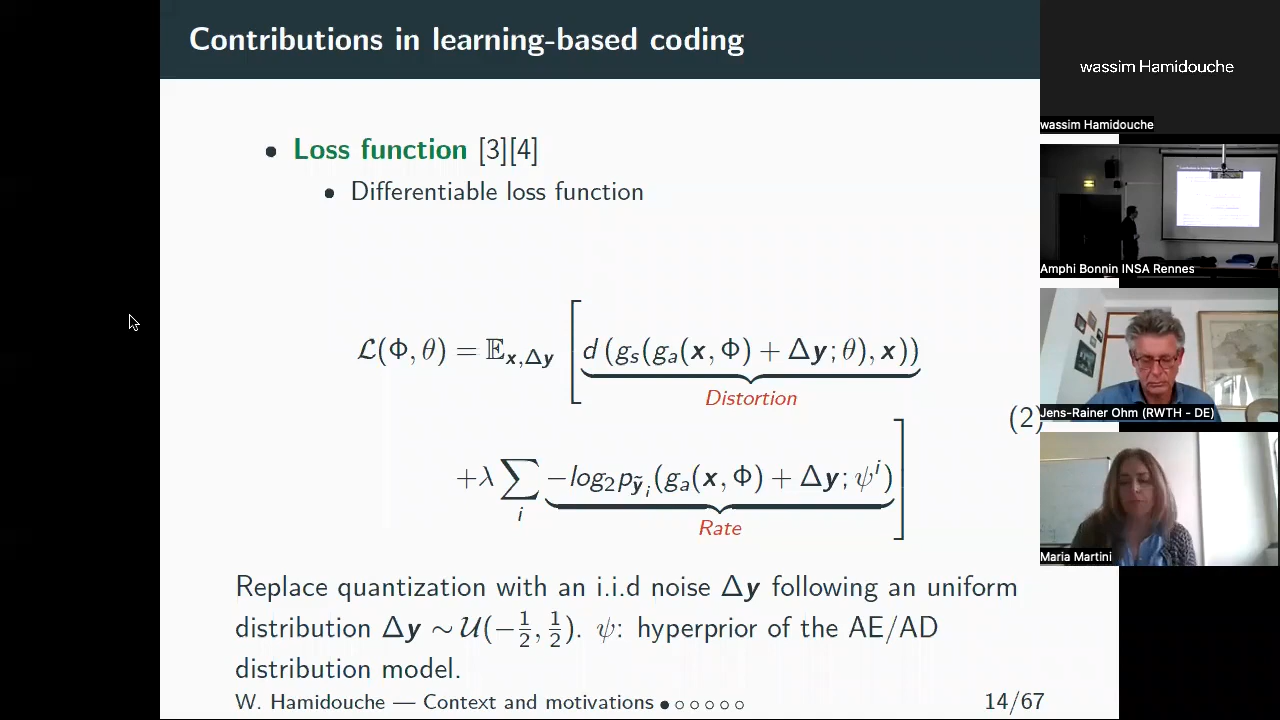 Contributions in learning-based coding
• Loss function [3][4]
• Differentiable loss function
ℒ(Φ, θ) = 𝔼x,Δy [ d (gs(ga(x, Φ) + Δy; θ), x))
Distortion
(2)
+λ ∑i −log2 pỹi(ga(x, Φ) + Δy; ψ^i) ]
Rate
Replace quantization with an i.i.d noise Δy following an uniform
distribution Δy ∼ 𝒰(−1/2, 1/2). ψ: hyperprior of the AE/AD
distribution model.
W. Hamidouche — Context and motivations ●○○○○○ 14/67
wassim Hamidouche
wassim Hamidouche
Amphi Bonnin INSA Rennes
Jens-Rainer Ohm (RWTH - DE)
Maria Martini